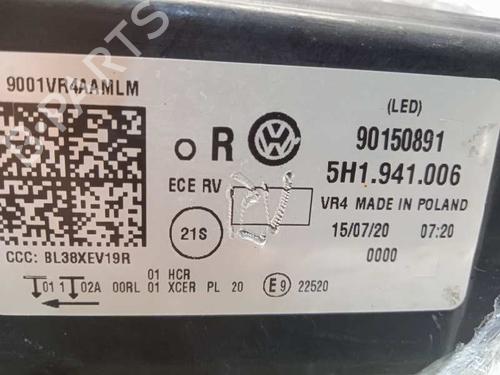 9001VR4AAMLM
(LED)
R
90150891
5H1.941.006
ECE RV
VR4 MADE IN POLAND
21S
15/07/20 07:20
0000
CCC: BL38XEV19R
01 HCR
01 1 02A 00RL 01 XCER PL 20 E9 22520
B-PARTS